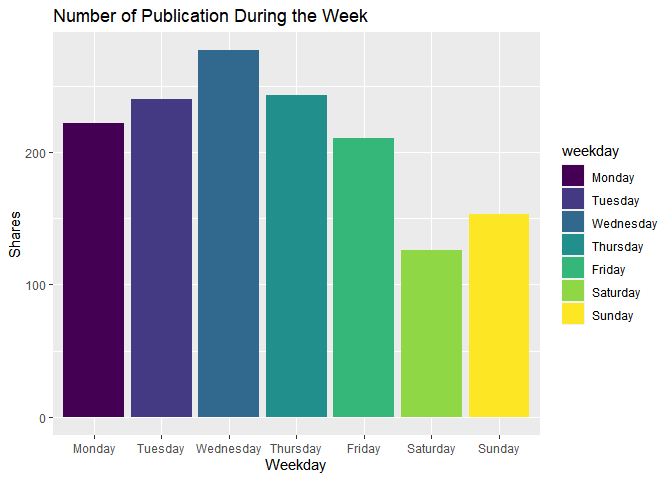 Number of Publication During the Week
Shares
200
100
0
Monday Tuesday Wednesday Thursday Friday Saturday Sunday
Weekday
weekday
Monday
Tuesday
Wednesday
Thursday
Friday
Saturday
Sunday